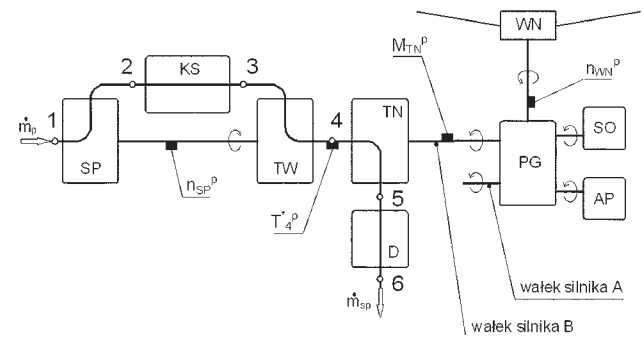 WN
M_TN^p
n_WN^p
2
KS
3
1
ṁ_p
SP
TW
4
TN
PG
SO
AP
n_SP^p
T*_4^p
5
D
6
ṁ_sp
wałek silnika A
wałek silnika B